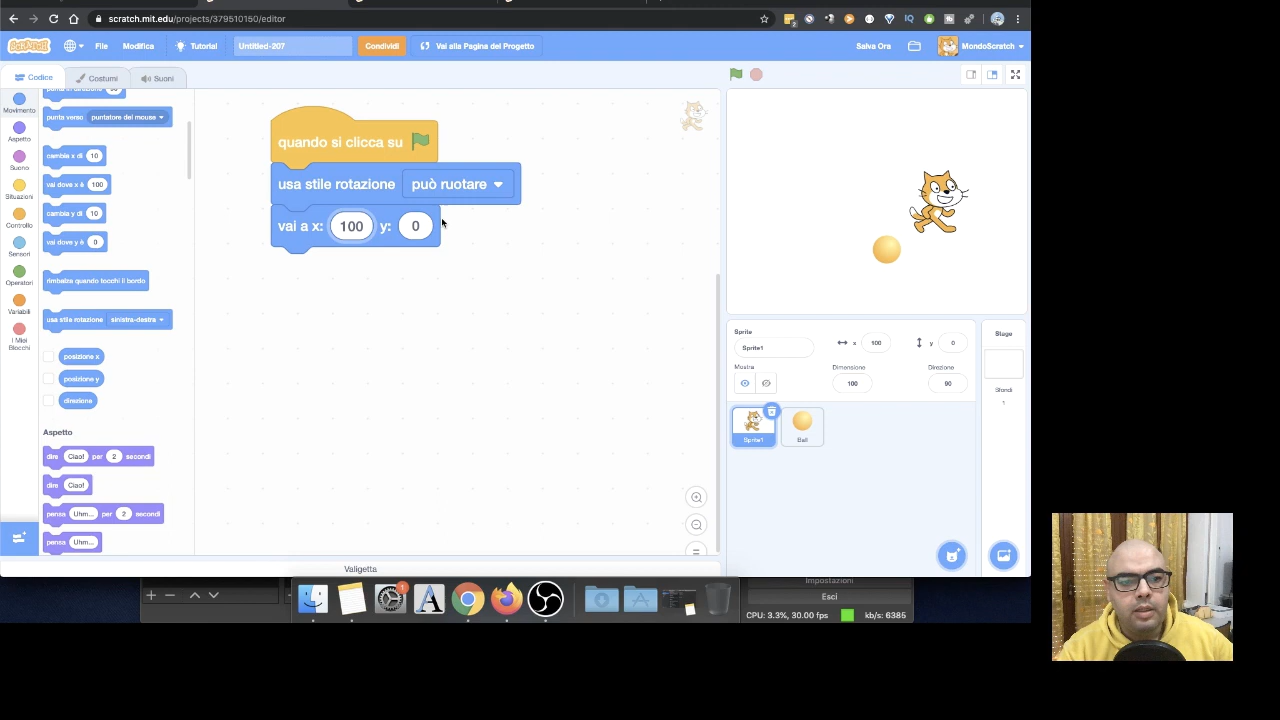 scratch.mit.edu/projects/379510150/editor
SCRATCH
File
Modifica
Tutorial
Untitled-207
Condividi
Vai alla Pagina del Progetto
Salva Ora
MondoScratch
Codice
Costumi
Suoni
Movimento
Aspetto
Suono
Situazioni
Controllo
Sensori
Operatori
Variabili
I Miei
Blocchi
punta verso puntatore del mouse
cambia x di 10
vai dove x è 100
cambia y di 10
vai dove y è 0
rimbalza quando tocchi il bordo
usa stile rotazione sinistra-destra
posizione x
posizione y
direzione
Aspetto
dire Ciao! per 2 secondi
dire Ciao!
pensa Uhm... per 2 secondi
pensa Uhm...
quando si clicca su
usa stile rotazione può ruotare
vai a x: 100 y: 0
Valigetta
Sprite
Sprite1
x 100
y 0
Mostra
Dimensione
100
Direzione
90
Sprite1
Ball
Stage
Sfondi
1
Impostazioni
Esci
CPU: 3.3%, 30.00 fps
kb/s: 6385